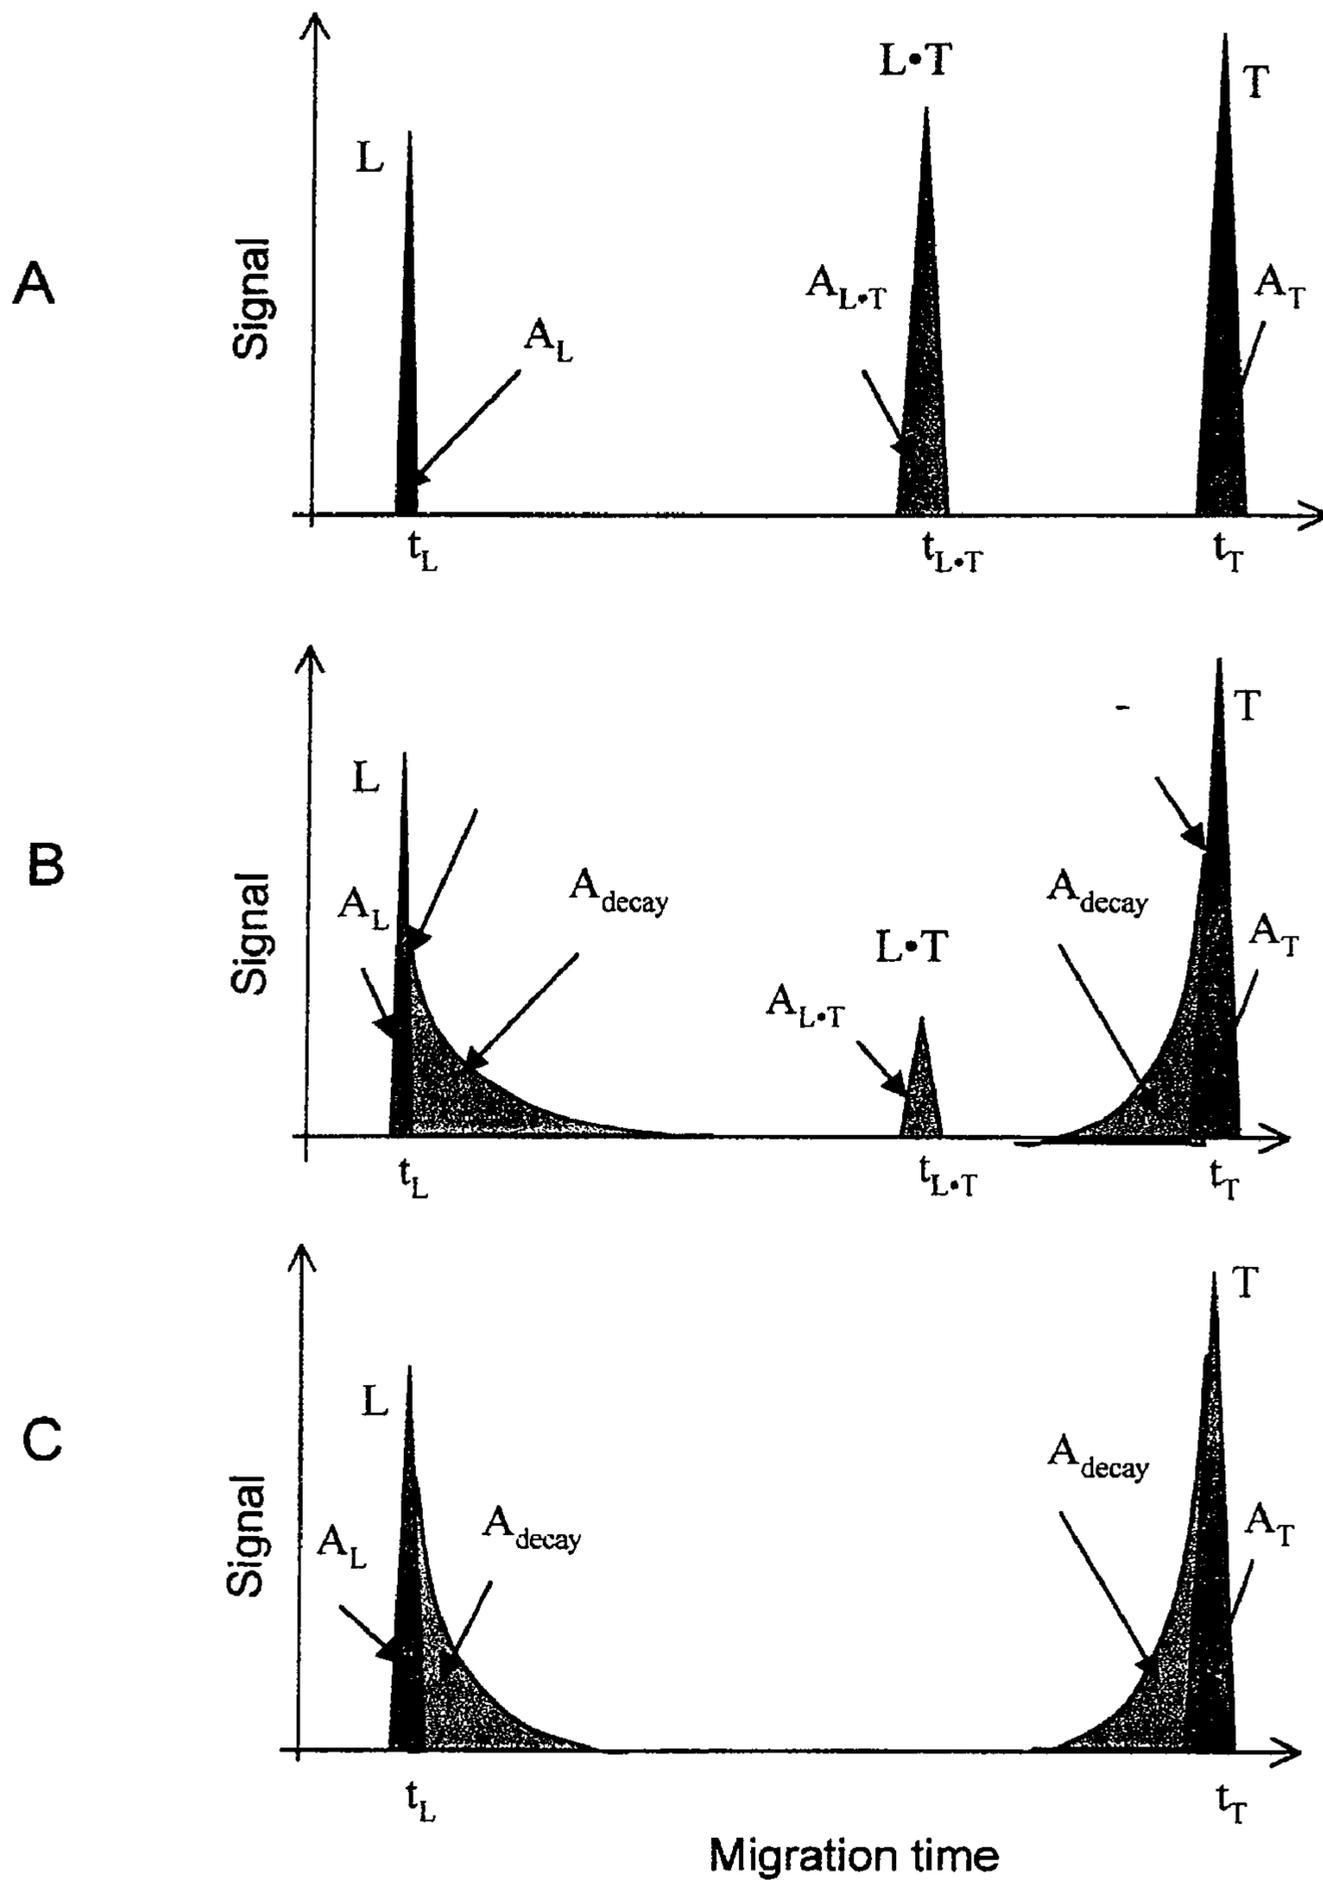 A
Signal
L
A_L
L•T
A_L•T
T
A_T
t_L
t_L•T
t_T
B
Signal
L
A_L
A_decay
L•T
A_L•T
A_decay
-
T
A_T
t_L
t_L•T
t_T
C
Signal
L
A_L
A_decay
A_decay
T
A_T
t_L
t_T
Migration time